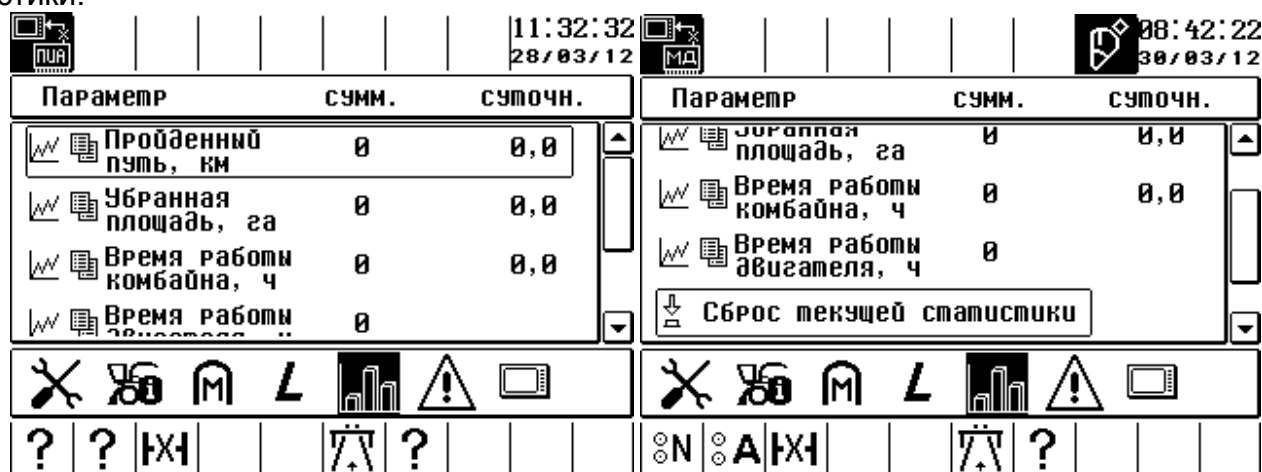 стики.
ПИА
11:32:32
28/03/12
Параметр сумм. суточн.
Пройденный
путь, км 0 0,0
Убранная
площадь, га 0 0,0
Время работы
комбайна, ч 0 0,0
Время работы
0
M L
? ? X ?
МД
08:42:22
30/03/12
Параметр сумм. суточн.
площадь, га 0 0,0
Время работы
комбайна, ч 0 0,0
Время работы
двигателя, ч 0
Сброс текущей статистики
M L
N A X ?